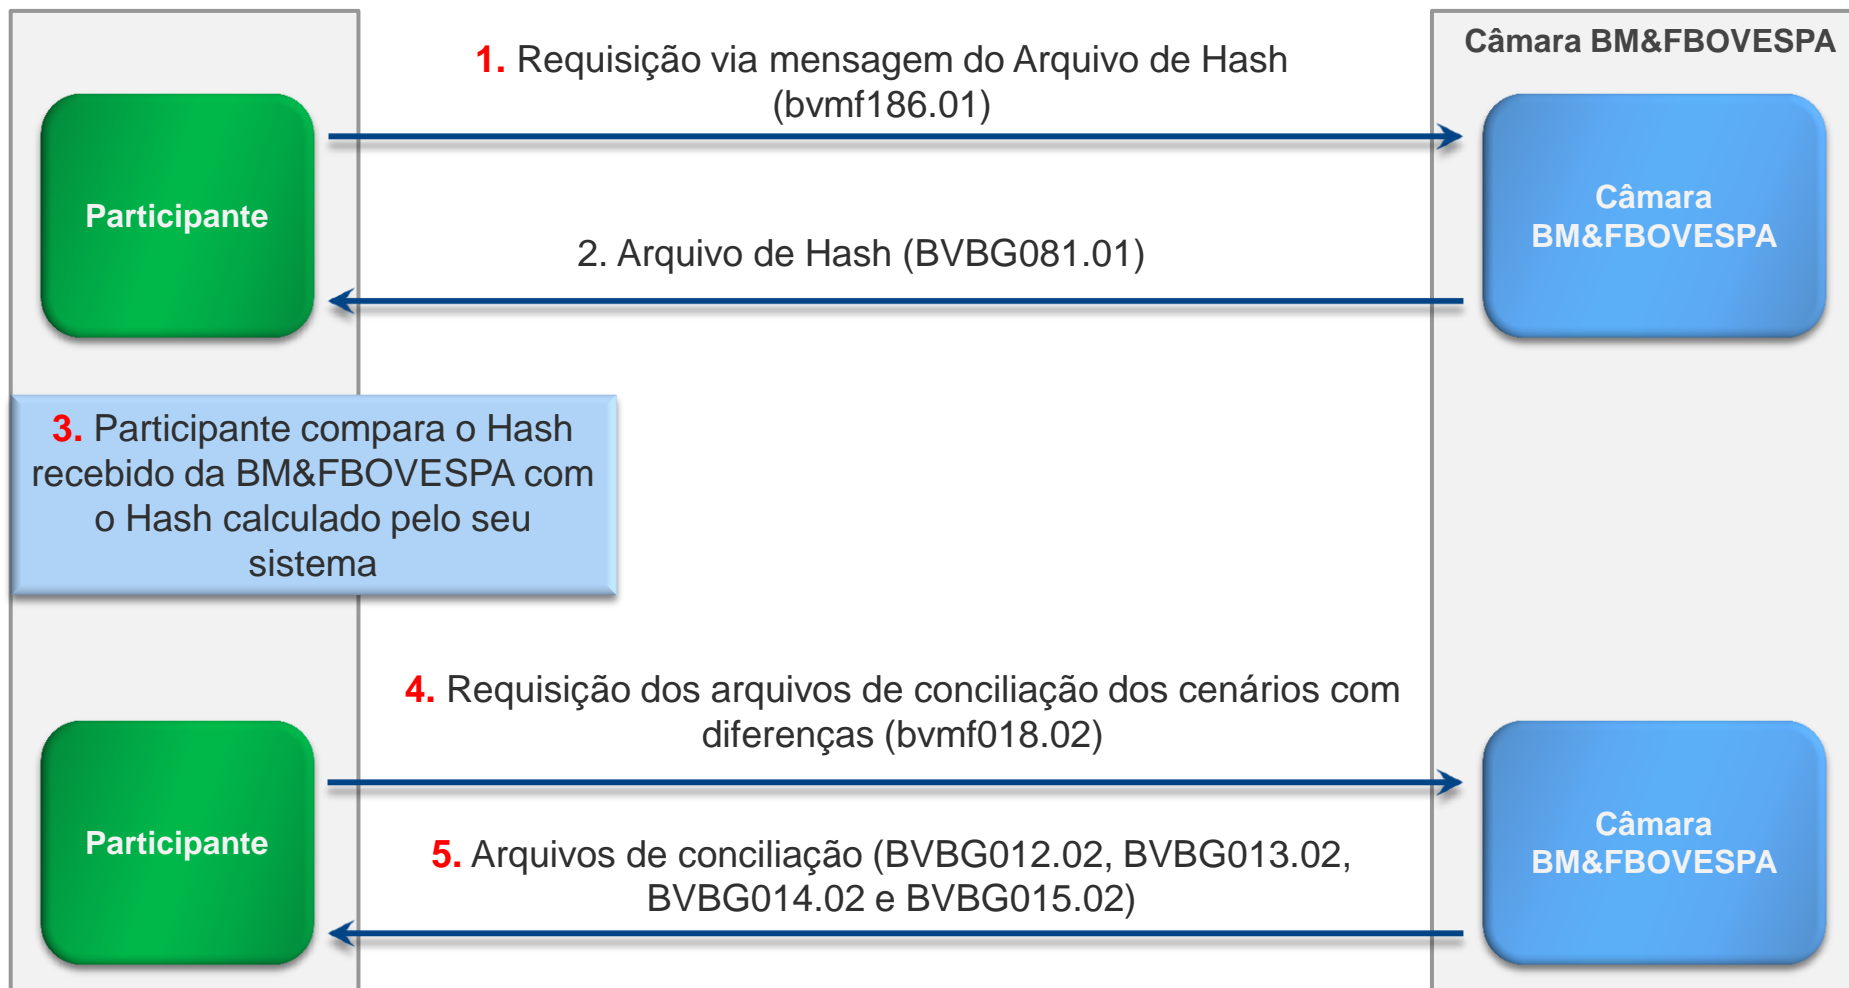 Câmara BM&FBOVESPA
1. Requisição via mensagem do Arquivo de Hash
(bvmf186.01)
Participante
Câmara
BM&FBOVESPA
2. Arquivo de Hash (BVBG081.01)
3. Participante compara o Hash
recebido da BM&FBOVESPA com
o Hash calculado pelo seu
sistema
4. Requisição dos arquivos de conciliação dos cenários com
diferenças (bvmf018.02)
Participante
Câmara
BM&FBOVESPA
5. Arquivos de conciliação (BVBG012.02, BVBG013.02,
BVBG014.02 e BVBG015.02)